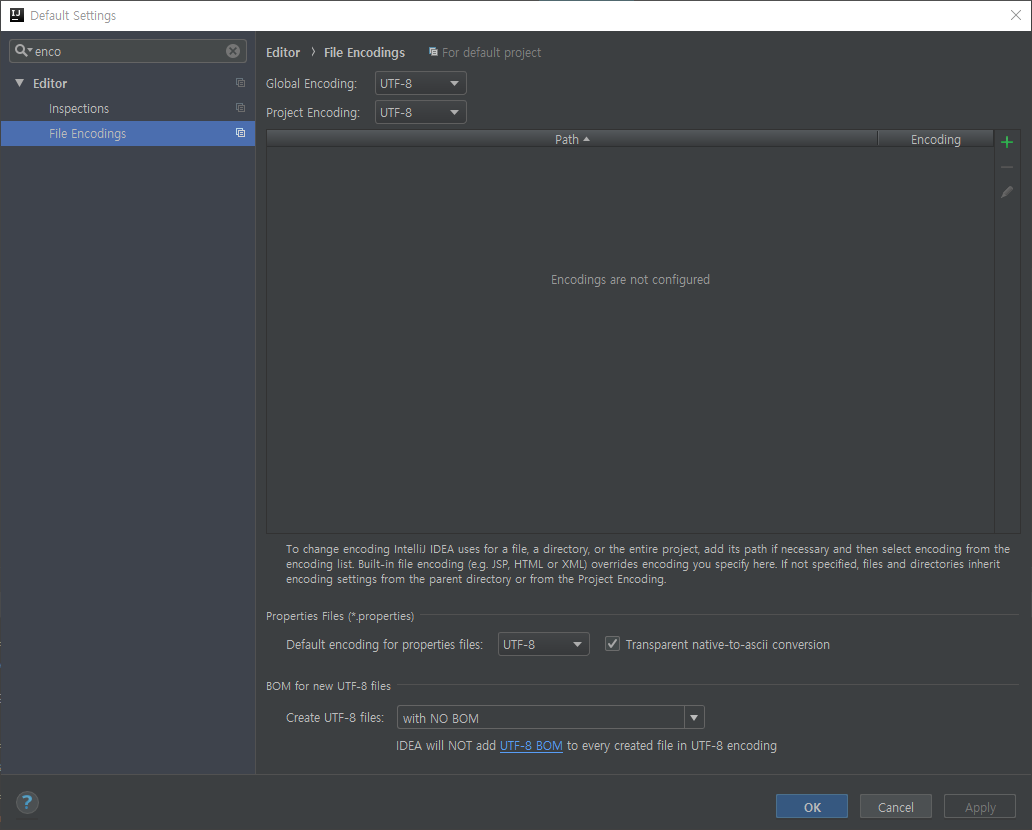 Default Settings
enco
Editor
Inspections
File Encodings
Editor › File Encodings For default project
Global Encoding: UTF-8
Project Encoding: UTF-8
Path Encoding
Encodings are not configured
To change encoding IntelliJ IDEA uses for a file, a directory, or the entire project, add its path if necessary and then select encoding from the
encoding list. Built-in file encoding (e.g. JSP, HTML or XML) overrides encoding you specify here. If not specified, files and directories inherit
encoding settings from the parent directory or from the Project Encoding.
Properties Files (*.properties)
Default encoding for properties files: UTF-8 Transparent native-to-ascii conversion
BOM for new UTF-8 files
Create UTF-8 files: with NO BOM
IDEA will NOT add UTF-8 BOM to every created file in UTF-8 encoding
? OK Cancel Apply